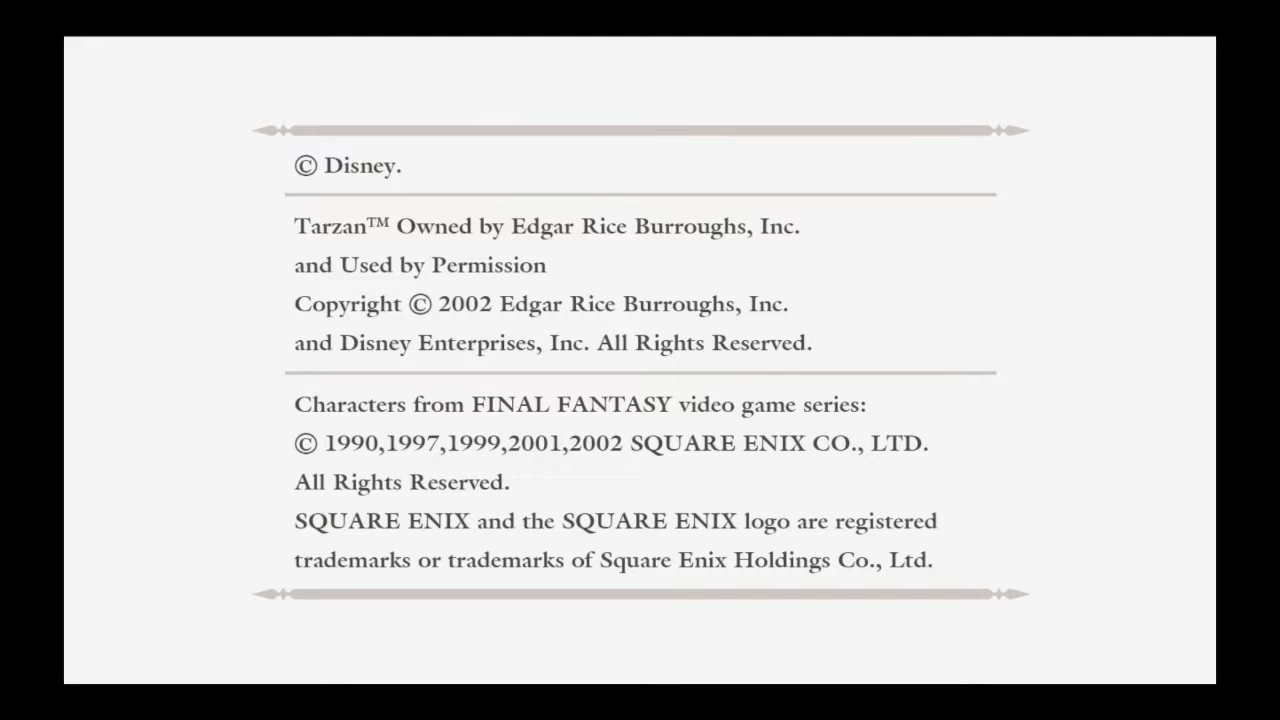 © Disney.
Tarzan™ Owned by Edgar Rice Burroughs, Inc.
and Used by Permission
Copyright © 2002 Edgar Rice Burroughs, Inc.
and Disney Enterprises, Inc. All Rights Reserved.
Characters from FINAL FANTASY video game series:
© 1990,1997,1999,2001,2002 SQUARE ENIX CO., LTD.
All Rights Reserved.
SQUARE ENIX and the SQUARE ENIX logo are registered
trademarks or trademarks of Square Enix Holdings Co., Ltd.